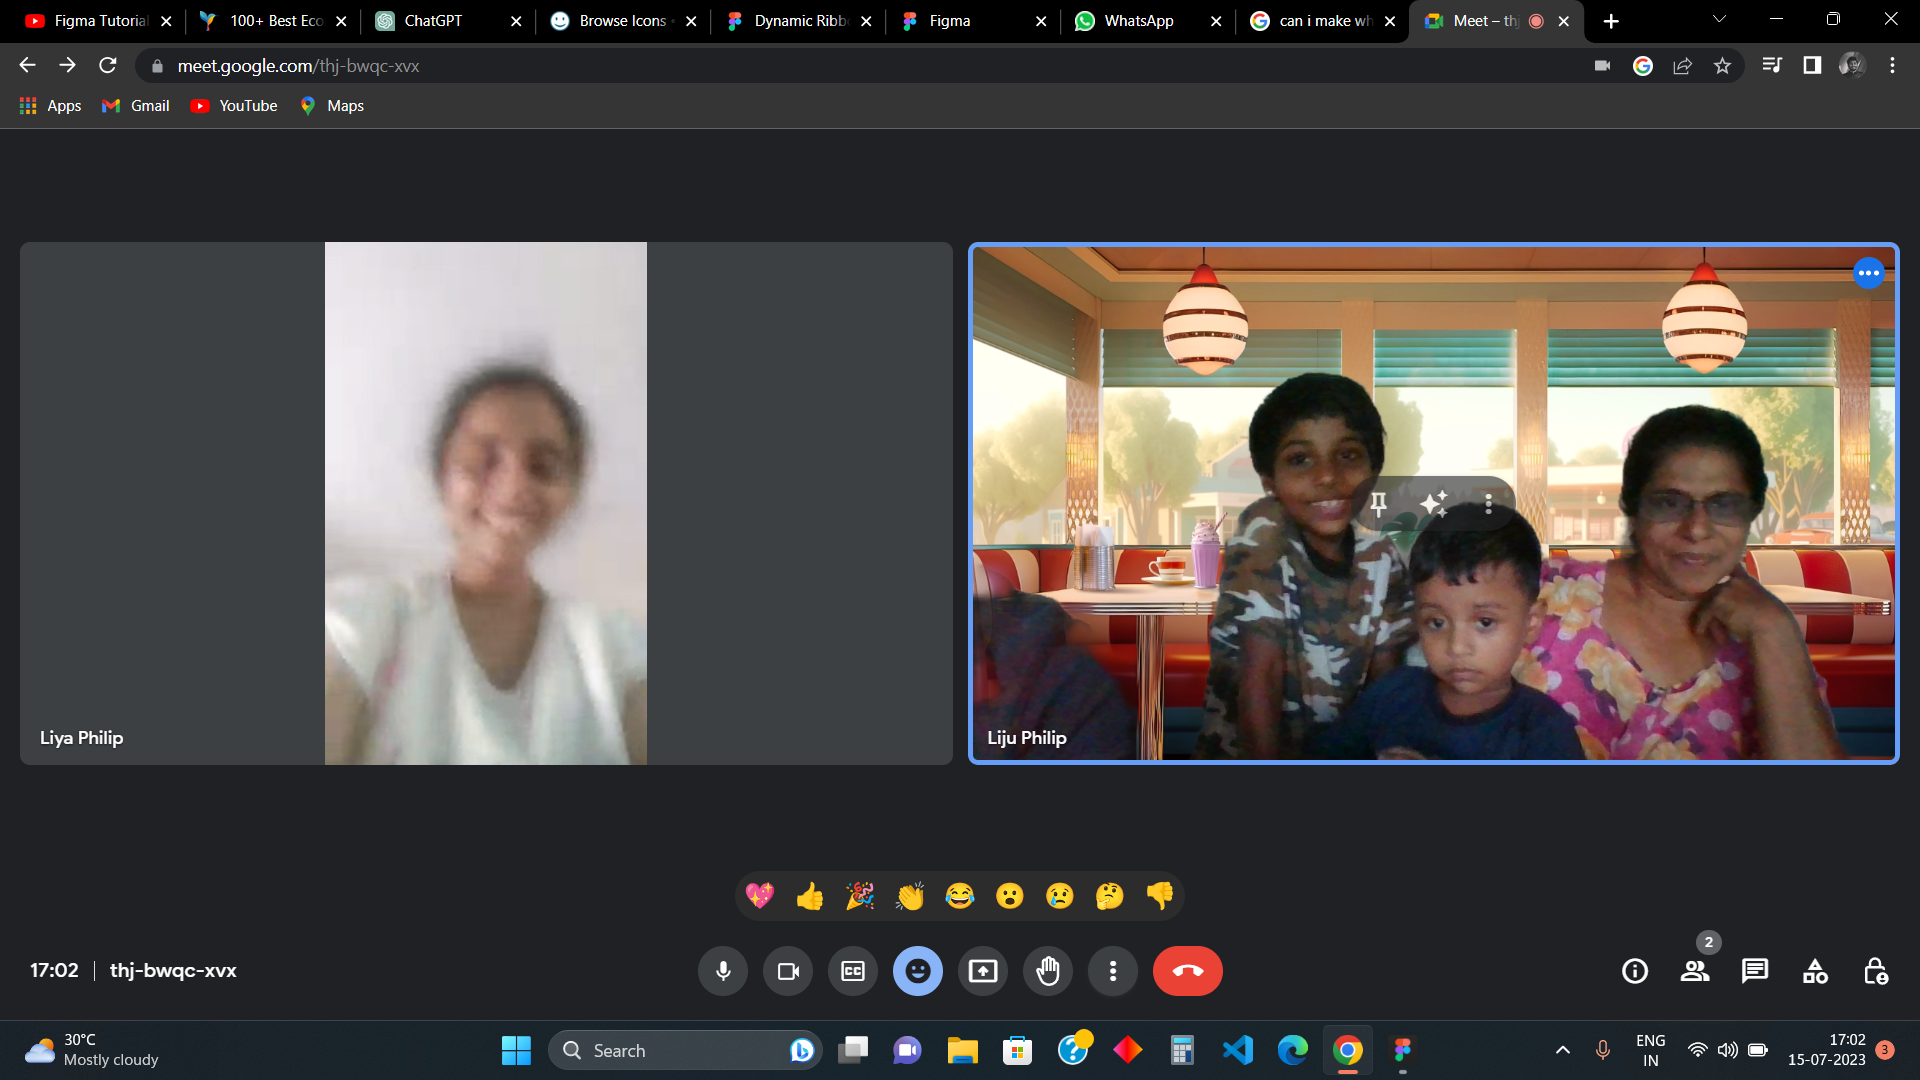 Figma Tutorial
100+ Best Eco
ChatGPT
Browse Icons
Dynamic Ribb
Figma
WhatsApp
can i make wh
Meet – thj
meet.google.com/thj-bwqc-xvx
Apps
Gmail
YouTube
Maps
Liya Philip
Liju Philip
2
17:02
thj-bwqc-xvx
CC
30°C
Mostly cloudy
Search
ENG
IN
17:02
15-07-2023
3